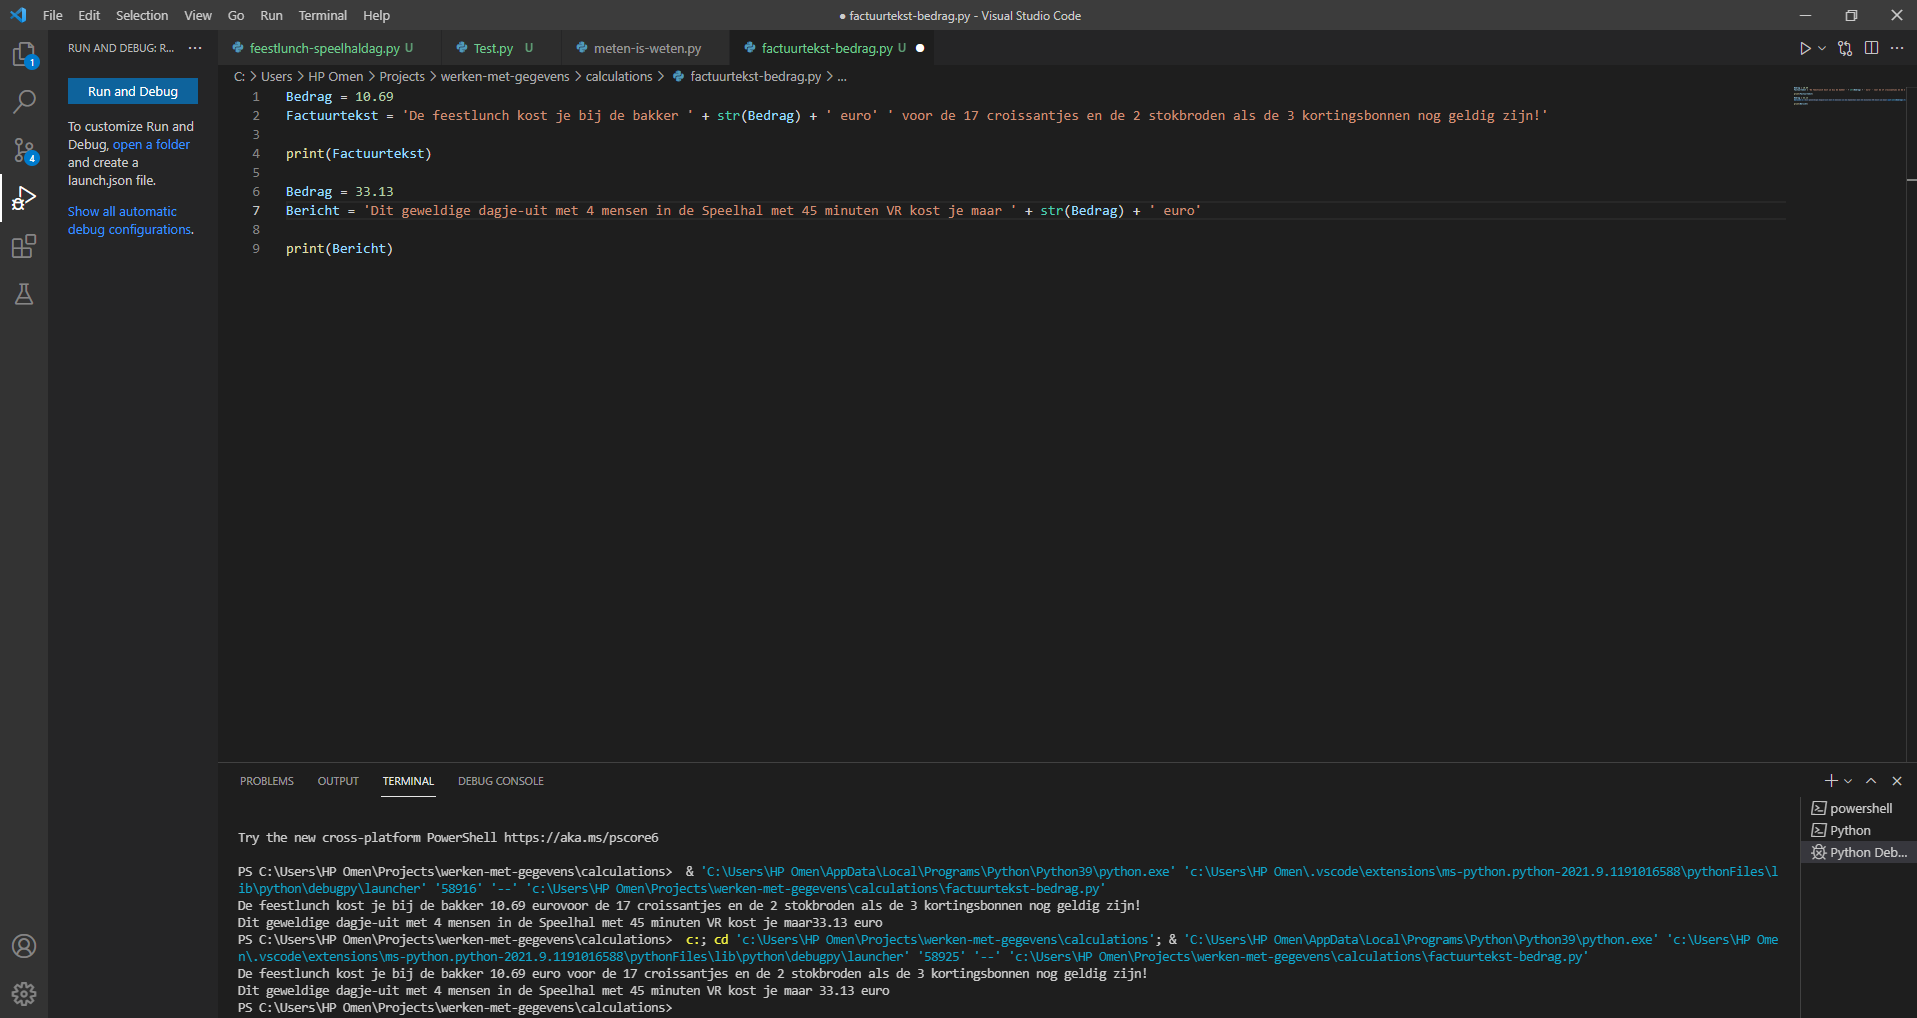 File Edit Selection View Go Run Terminal Help
● factuurtekst-bedrag.py - Visual Studio Code
RUN AND DEBUG: R... ···
feestlunch-speelhaldag.py U
Test.py U
meten-is-weten.py
factuurtekst-bedrag.py U ●
C: > Users > HP Omen > Projects > werken-met-gegevens > calculations > factuurtekst-bedrag.py > ...
1
4
Run and Debug
To customize Run and
Debug, open a folder
and create a
launch.json file.
Show all automatic
debug configurations.
1 Bedrag = 10.69
2 Factuurtekst = 'De feestlunch kost je bij de bakker ' + str(Bedrag) + ' euro' ' voor de 17 croissantjes en de 2 stokbroden als de 3 kortingsbonnen nog geldig zijn!'
3
4 print(Factuurtekst)
5
6 Bedrag = 33.13
7 Bericht = 'Dit geweldige dagje-uit met 4 mensen in de Speelhal met 45 minuten VR kost je maar ' + str(Bedrag) + ' euro'
8
9 print(Bericht)
PROBLEMS OUTPUT TERMINAL DEBUG CONSOLE
powershell
Python
Python Deb...
Try the new cross-platform PowerShell https://aka.ms/pscore6
PS C:\Users\HP Omen\Projects\werken-met-gegevens\calculations> & 'C:\Users\HP Omen\AppData\Local\Programs\Python\Python39\python.exe' 'c:\Users\HP Omen\.vscode\extensions\ms-python.python-2021.9.1191016588\pythonFiles\l
ib\python\debugpy\launcher' '58916' '--' 'c:\Users\HP Omen\Projects\werken-met-gegevens\calculations\factuurtekst-bedrag.py'
De feestlunch kost je bij de bakker 10.69 eurovoor de 17 croissantjes en de 2 stokbroden als de 3 kortingsbonnen nog geldig zijn!
Dit geweldige dagje-uit met 4 mensen in de Speelhal met 45 minuten VR kost je maar33.13 euro
PS C:\Users\HP Omen\Projects\werken-met-gegevens\calculations> c:; cd 'c:\Users\HP Omen\Projects\werken-met-gegevens\calculations'; & 'C:\Users\HP Omen\AppData\Local\Programs\Python\Python39\python.exe' 'c:\Users\HP Ome
n\.vscode\extensions\ms-python.python-2021.9.1191016588\pythonFiles\lib\python\debugpy\launcher' '58925' '--' 'c:\Users\HP Omen\Projects\werken-met-gegevens\calculations\factuurtekst-bedrag.py'
De feestlunch kost je bij de bakker 10.69 euro voor de 17 croissantjes en de 2 stokbroden als de 3 kortingsbonnen nog geldig zijn!
Dit geweldige dagje-uit met 4 mensen in de Speelhal met 45 minuten VR kost je maar 33.13 euro
PS C:\Users\HP Omen\Projects\werken-met-gegevens\calculations>